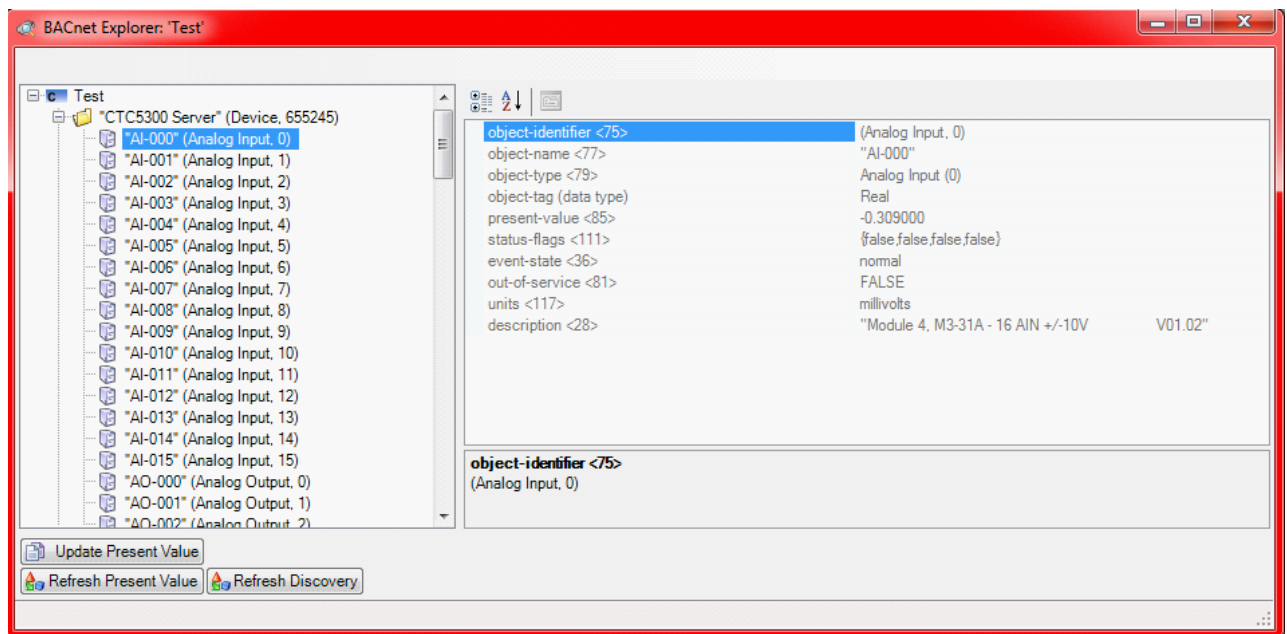 BACnet Explorer: 'Test'
Test
"CTC5300 Server" (Device, 655245)
"AI-000" (Analog Input, 0)
"AI-001" (Analog Input, 1)
"AI-002" (Analog Input, 2)
"AI-003" (Analog Input, 3)
"AI-004" (Analog Input, 4)
"AI-005" (Analog Input, 5)
"AI-006" (Analog Input, 6)
"AI-007" (Analog Input, 7)
"AI-008" (Analog Input, 8)
"AI-009" (Analog Input, 9)
"AI-010" (Analog Input, 10)
"AI-011" (Analog Input, 11)
"AI-012" (Analog Input, 12)
"AI-013" (Analog Input, 13)
"AI-014" (Analog Input, 14)
"AI-015" (Analog Input, 15)
"AO-000" (Analog Output, 0)
"AO-001" (Analog Output, 1)
"AO-002" (Analog Output, 2)
object-identifier <75> (Analog Input, 0)
object-name <77> "AI-000"
object-type <79> Analog Input (0)
object-tag (data type) Real
present-value <85> -0.309000
status-flags <111> {false,false,false,false}
event-state <36> normal
out-of-service <81> FALSE
units <117> millivolts
description <28> "Module 4, M3-31A - 16 AIN +/-10V V01.02"
object-identifier <75>
(Analog Input, 0)
Update Present Value
Refresh Present Value Refresh Discovery